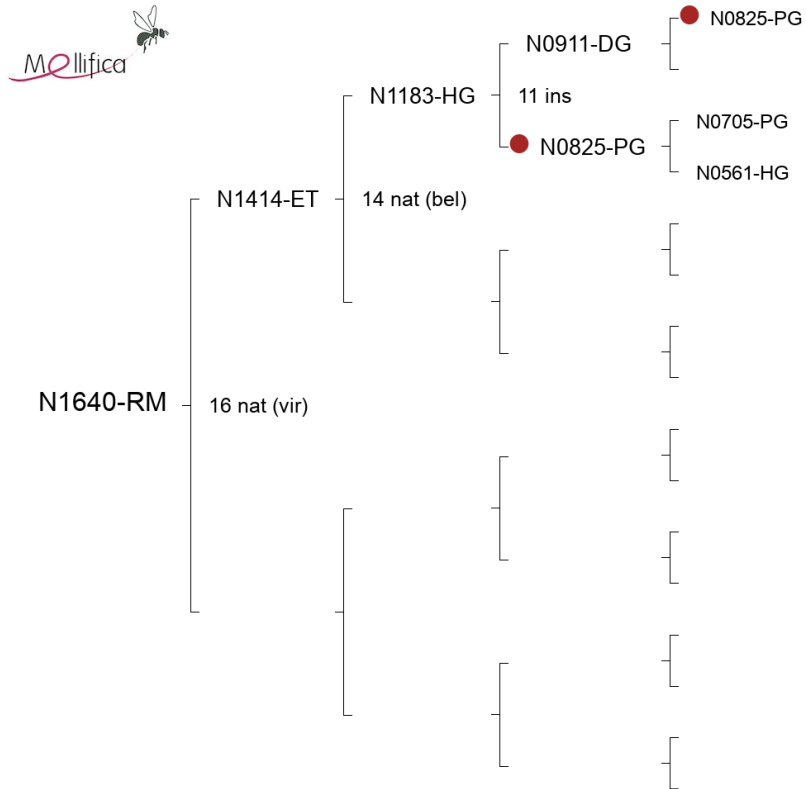 Mellifica
N0825-PG
N0911-DG
N1183-HG
11 ins
N0705-PG
N0825-PG
N0561-HG
N1414-ET
14 nat (bel)
N1640-RM
16 nat (vir)